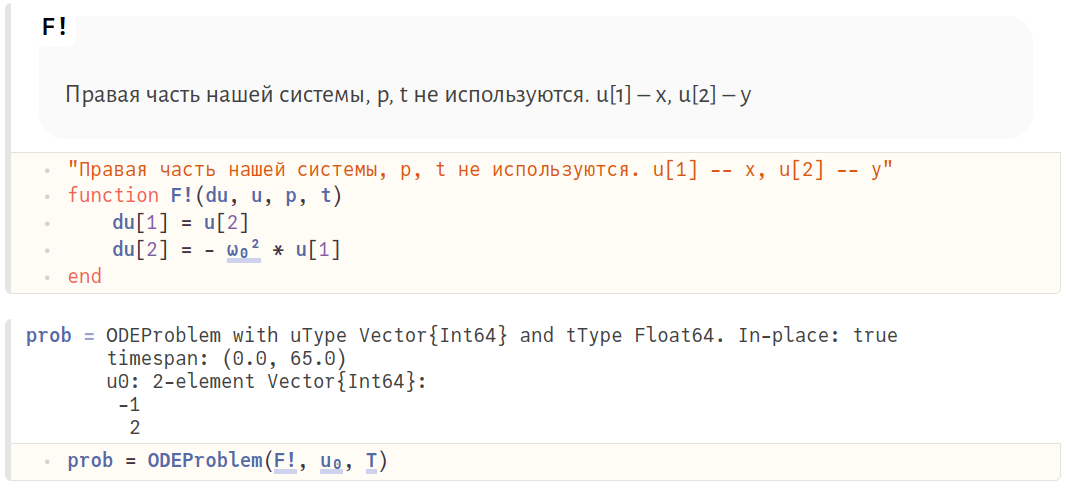 F!
Правая часть нашей системы, p, t не используются. u[1] – x, u[2] – y
"Правая часть нашей системы, p, t не используются. u[1] -- x, u[2] -- y"
function F!(du, u, p, t)
    du[1] = u[2]
    du[2] = - ω₀² * u[1]
end
prob = ODEProblem with uType Vector{Int64} and tType Float64. In-place: true
timespan: (0.0, 65.0)
u0: 2-element Vector{Int64}:
 -1
  2
prob = ODEProblem(F!, u₀, T)